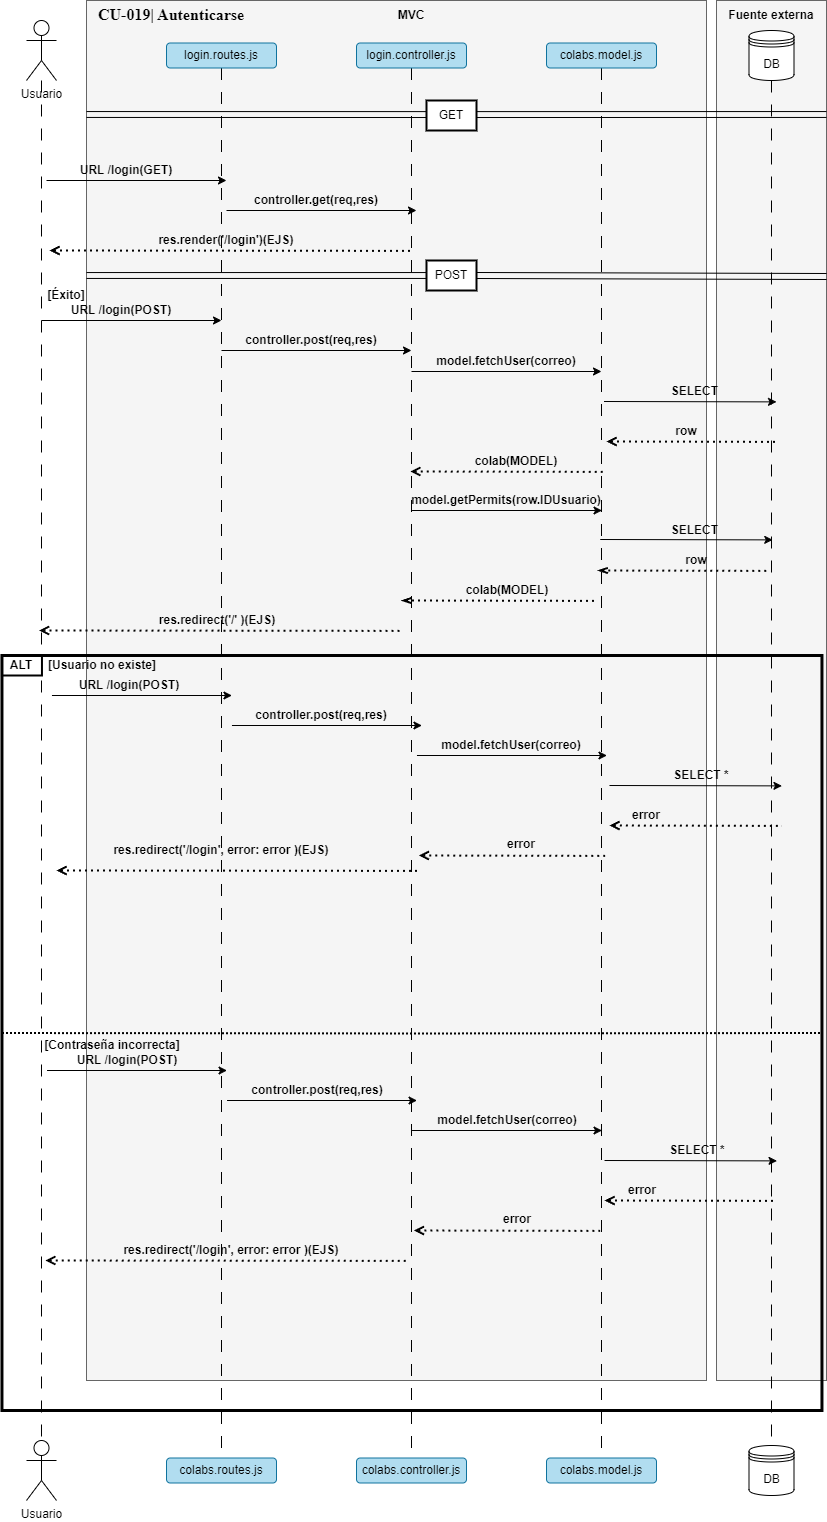 CU-019| Autenticarse
MVC
Fuente externa
login.routes.js
login.controller.js
colabs.model.js
DB
Usuario
GET
URL /login(GET)
controller.get(req,res)
res.render('/login')(EJS)
POST
[Éxito]
URL /login(POST)
controller.post(req,res)
model.fetchUser(correo)
SELECT
row
colab(MODEL)
model.getPermits(row.IDUsuario)
SELECT
row
colab(MODEL)
res.redirect('/' )(EJS)
ALT
[Usuario no existe]
URL /login(POST)
controller.post(req,res)
model.fetchUser(correo)
SELECT *
error
error
res.redirect('/login', error: error )(EJS)
[Contraseña incorrecta]
URL /login(POST)
controller.post(req,res)
model.fetchUser(correo)
SELECT *
error
error
res.redirect('/login', error: error )(EJS)
colabs.routes.js
colabs.controller.js
colabs.model.js
DB
Usuario